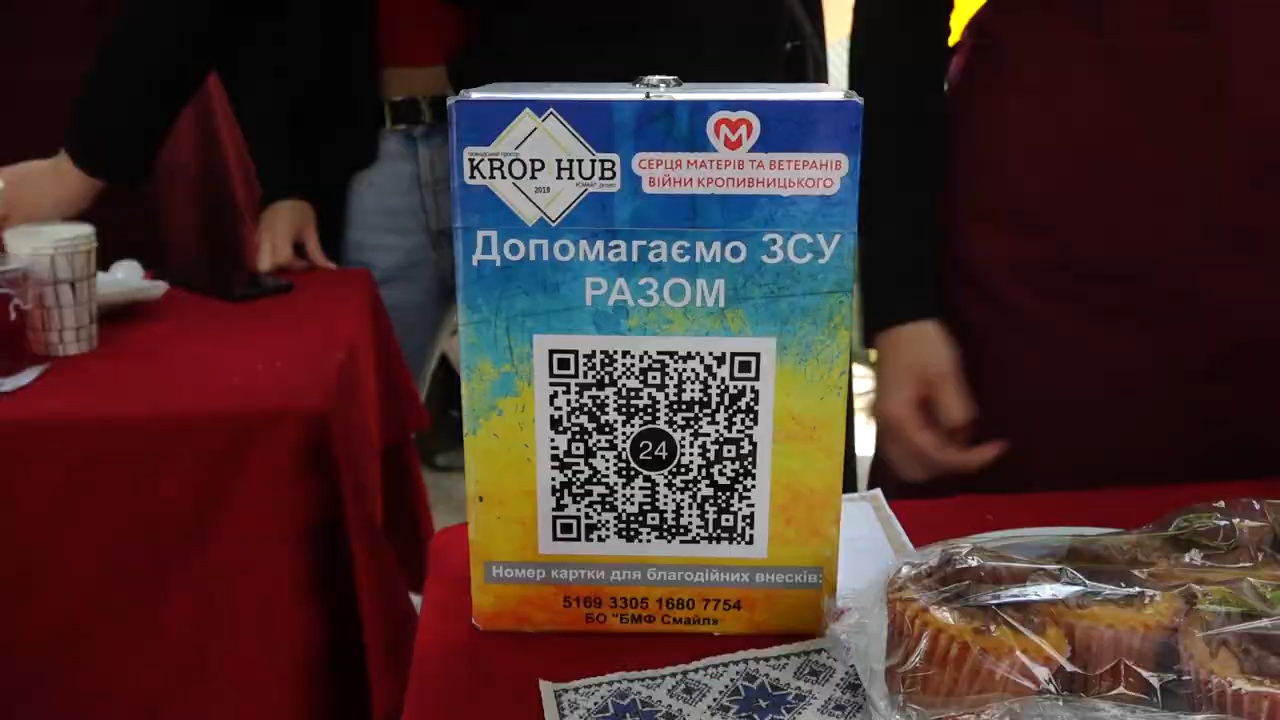 KROP HUB
2019
СЕРЦЯ МАТЕРІВ ТА ВЕТЕРАНІВ
ВІЙНИ КРОПИВНИЦЬКОГО
Допомагаємо ЗСУ
РАЗОМ
24
Номер картки для благодійних внесків:
5169 3305 1680 7754
БО "БМФ Смайл»